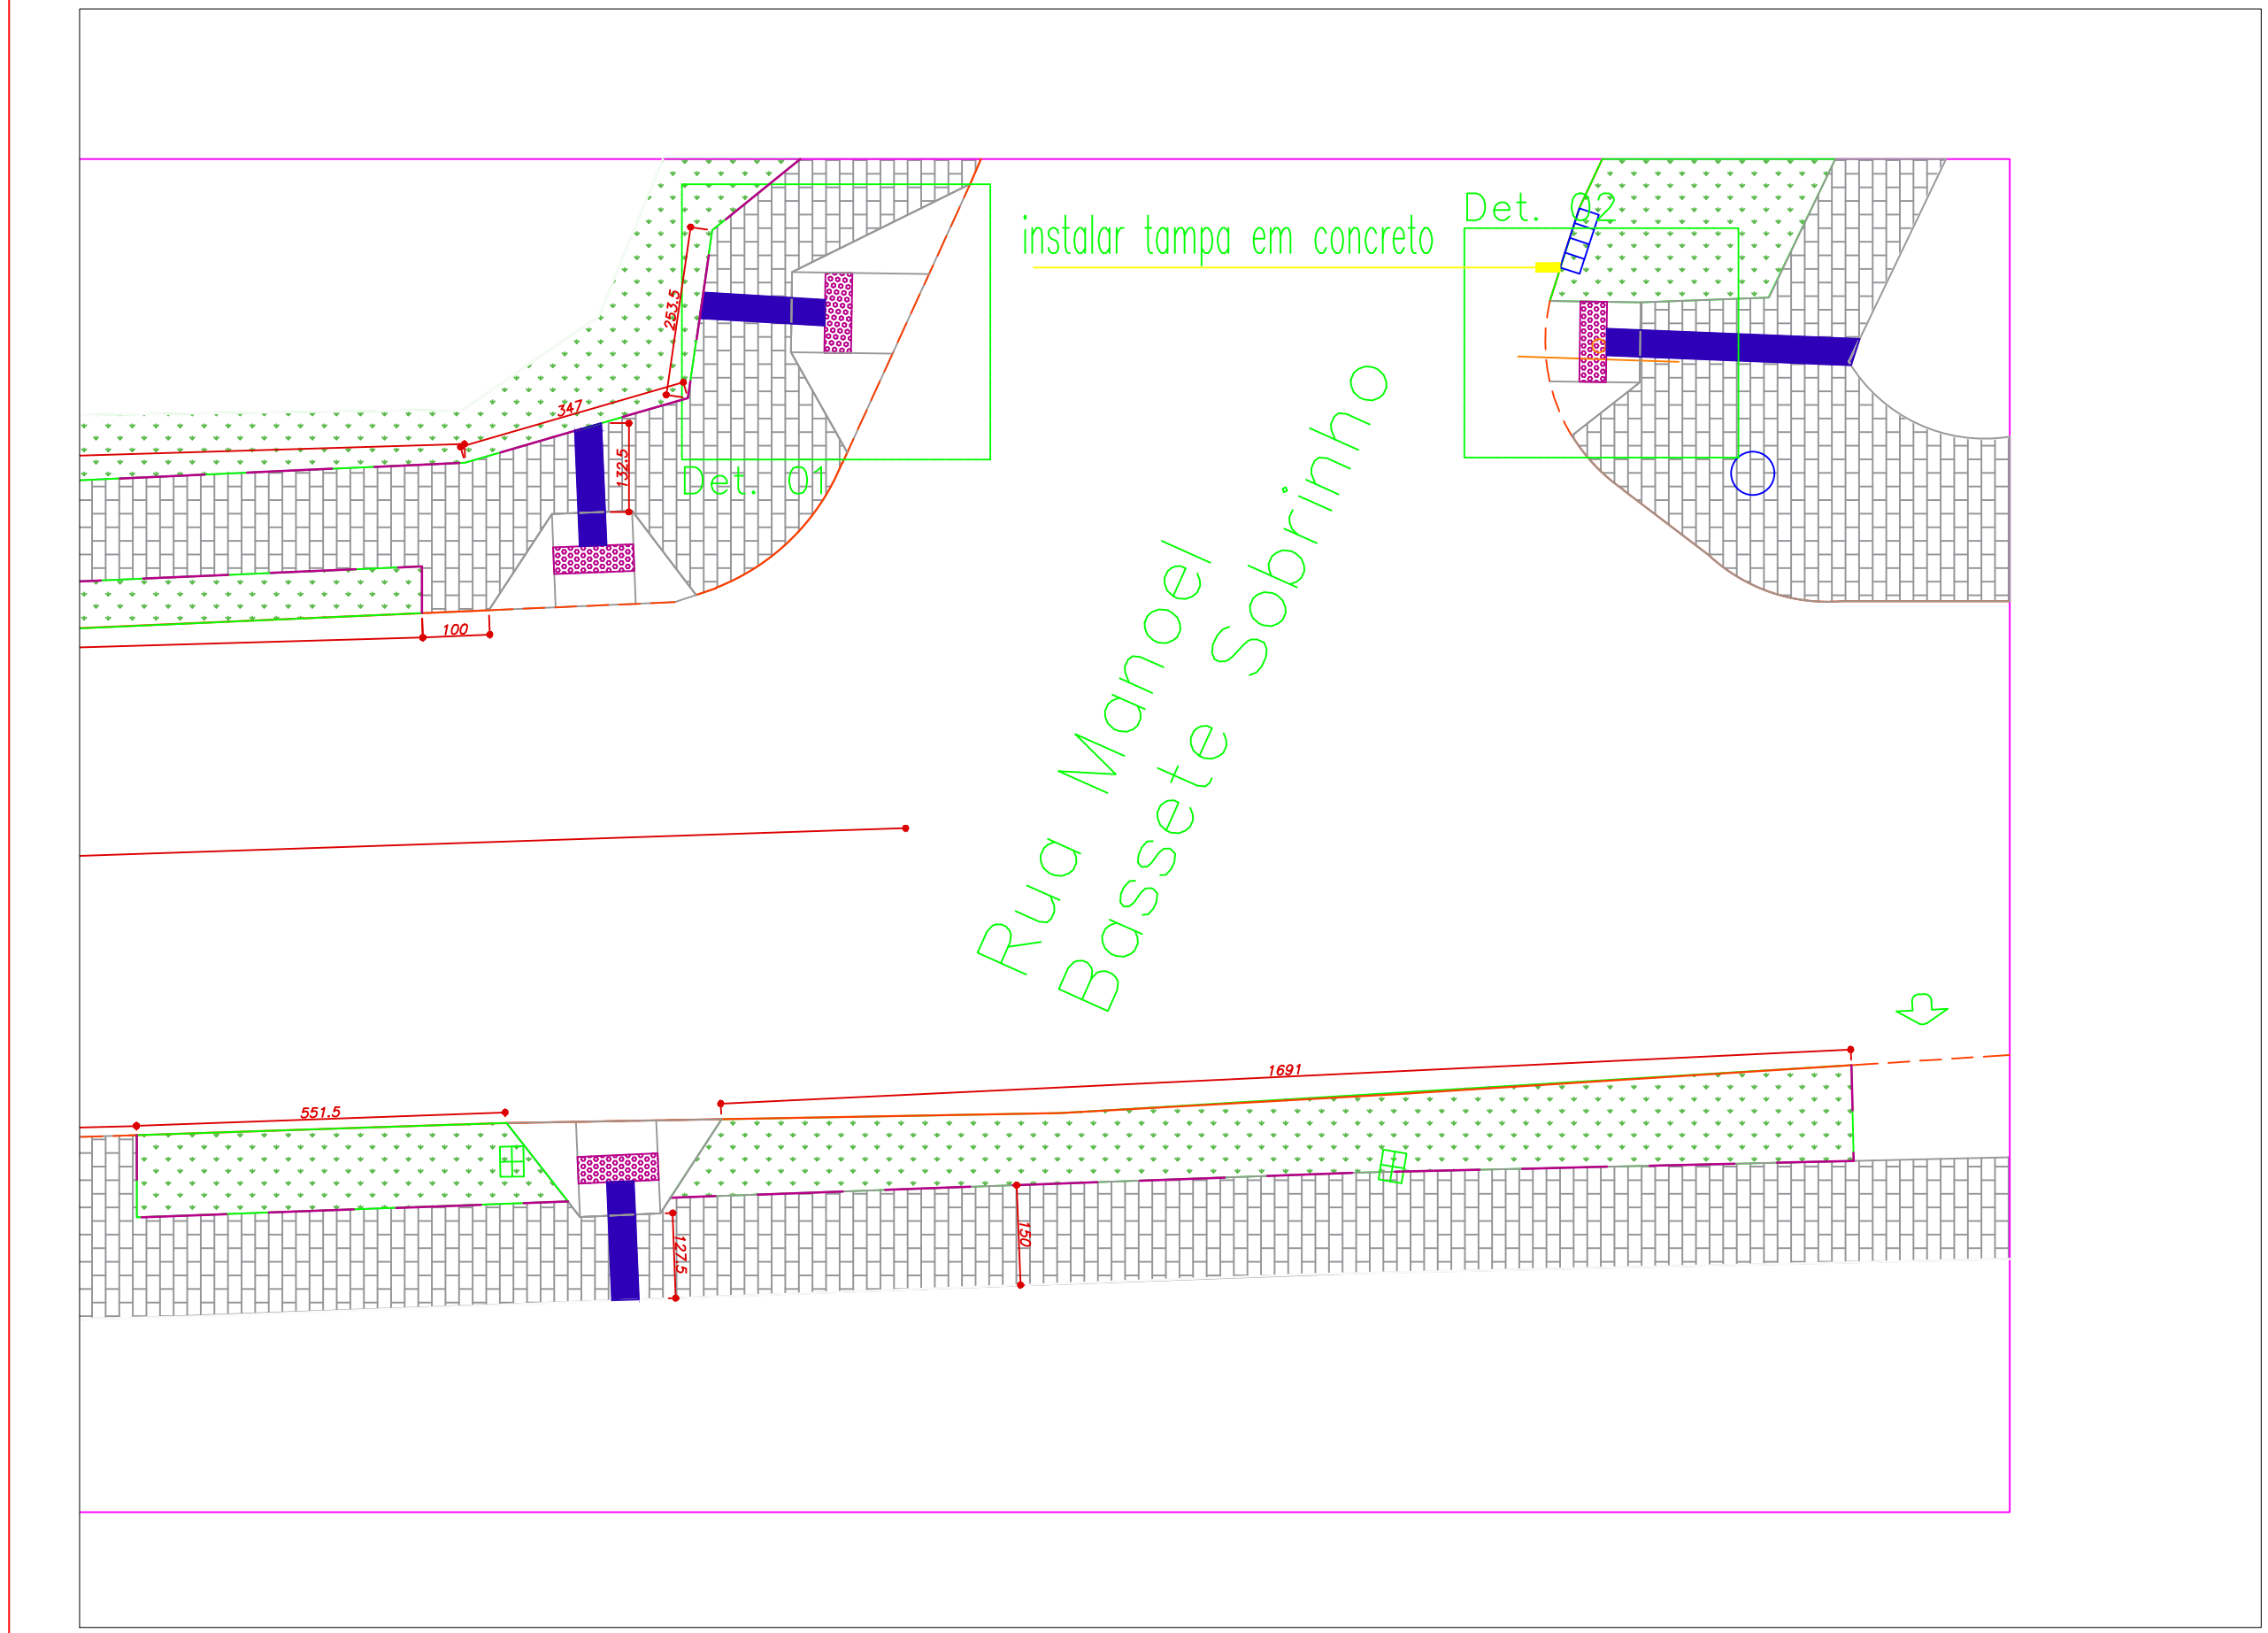 Det. 02
instalar tampa em concreto
253.5
347
132.5
Det. 01
100
Rua Manoel
Bassete Sobrinho
1691
551.5
127.5
150